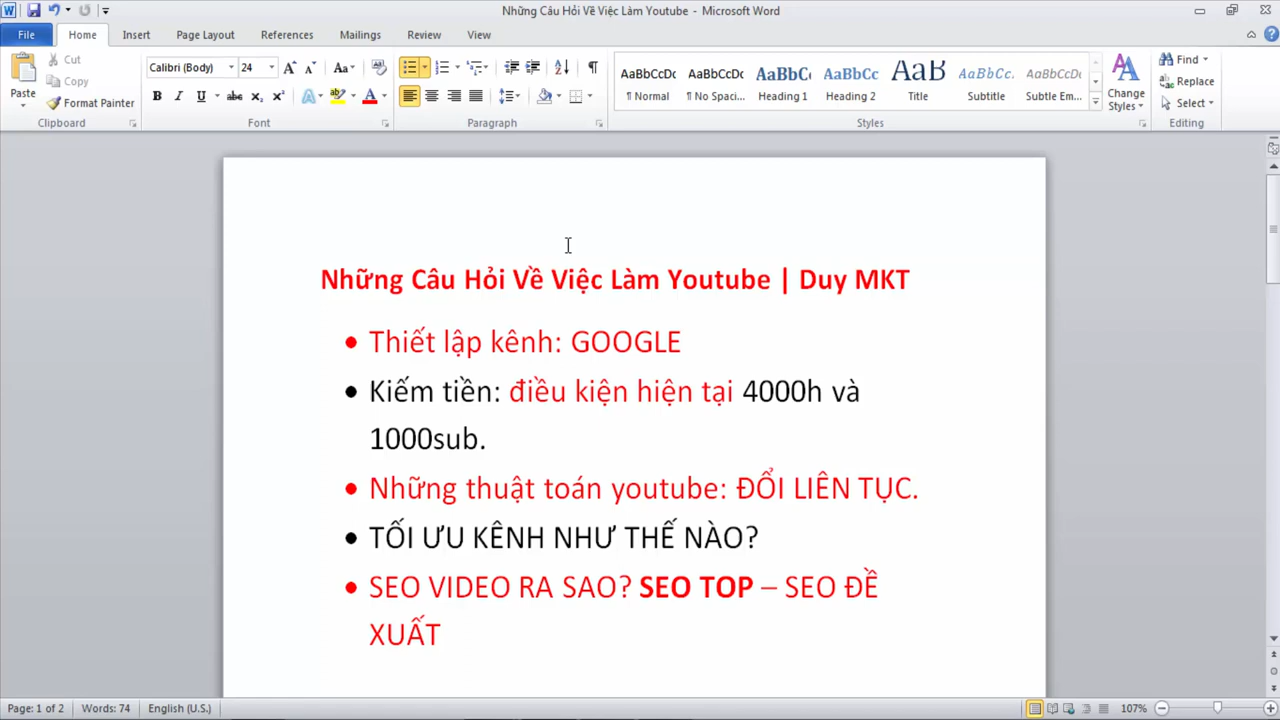 Những Câu Hỏi Về Việc Làm Youtube - Microsoft Word
File Home Insert Page Layout References Mailings Review View
Paste
Cut
Copy
Format Painter
Calibri (Body) 24
AaBbCcDc AaBbCcDc AaBbC AaBbCc AaB AaBbCc AaBbCcDc
¶ Normal ¶ No Spaci... Heading 1 Heading 2 Title Subtitle Subtle Em...
Change
Styles
Find
Replace
Select
Clipboard Font Paragraph Styles Editing
Những Câu Hỏi Về Việc Làm Youtube | Duy MKT
• Thiết lập kênh: GOOGLE
• Kiếm tiền: điều kiện hiện tại 4000h và
1000sub.
• Những thuật toán youtube: ĐỔI LIÊN TỤC.
• TỐI ƯU KÊNH NHƯ THẾ NÀO?
• SEO VIDEO RA SAO? SEO TOP – SEO ĐỀ
XUẤT
Page: 1 of 2 Words: 74 English (U.S.) 107%